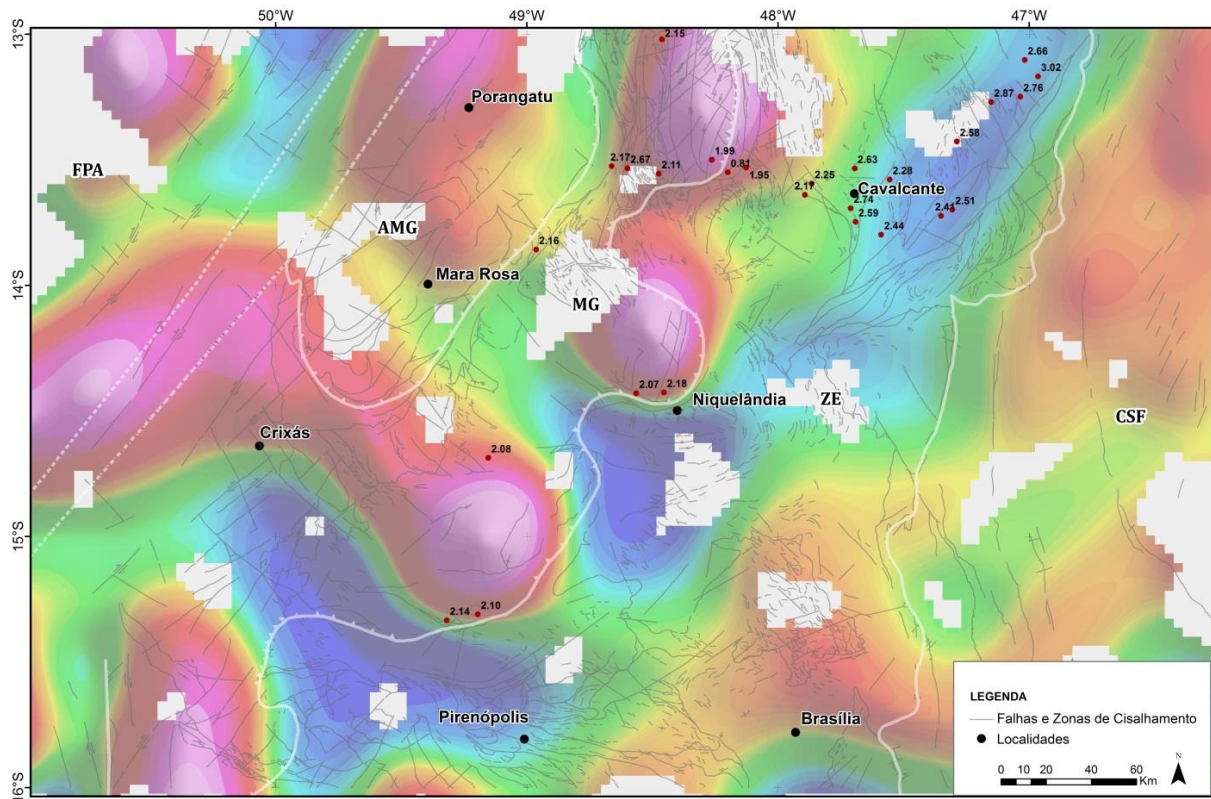 50°W 49°W 48°W 47°W
13°S
2.15
2.66
3.02
2.87 2.76
Porangatu
2.58
FPA
2.17 2.67 2.11 1.99 0.81 1.95
2.63
2.25 2.28
2.17
Cavalcante
2.74
2.59 2.41 2.51
2.44
AMG
2.16
Mara Rosa
14°S
MG
2.07 2.18
Niquelândia
ZE
CSF
Crixás
2.08
15°S
2.14 2.10
Pirenópolis
Brasília
16°S
LEGENDA
Falhas e Zonas de Cisalhamento
Localidades
N
0 10 20 40 60
Km